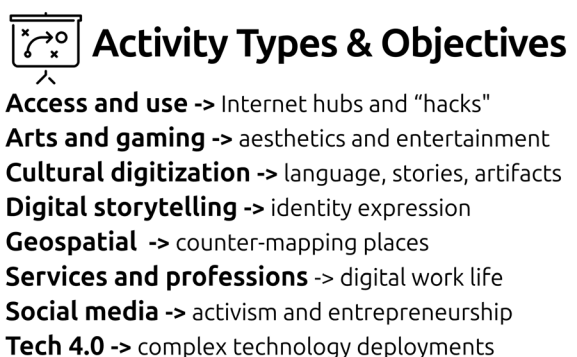 Activity Types & Objectives
Access and use -> Internet hubs and “hacks"
Arts and gaming -> aesthetics and entertainment
Cultural digitization -> language, stories, artifacts
Digital storytelling -> identity expression
Geospatial -> counter-mapping places
Services and professions -> digital work life
Social media -> activism and entrepreneurship
Tech 4.0 -> complex technology deployments